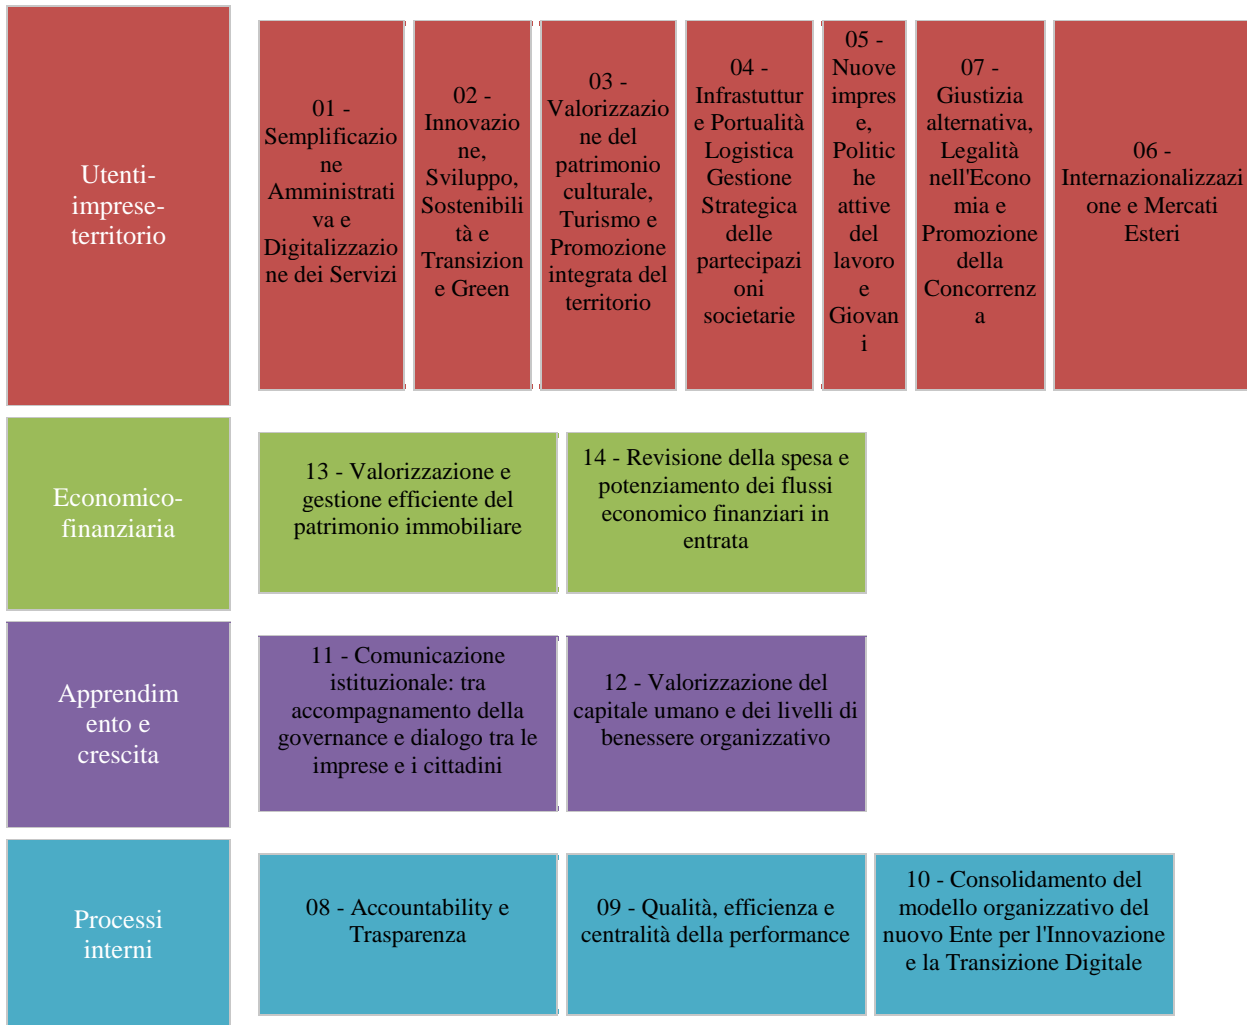 Utenti-
imprese-
territorio
01 -
Semplificazio
ne
Amministrati
va e
Digitalizzazio
ne dei Servizi
02 -
Innovazio
ne,
Sviluppo,
Sostenibili
tà e
Transizion
e Green
03 -
Valorizzazio
ne del
patrimonio
culturale,
Turismo e
Promozione
integrata del
territorio
04 -
Infrastuttur
e Portualità
Logistica
Gestione
Strategica
delle
partecipazi
oni
societarie
05 -
Nuove
impres
e,
Politic
he
attive
del
lavoro
e
Giovan
i
07 -
Giustizia
alternativa,
Legalità
nell'Econo
mia e
Promozione
della
Concorrenz
a
06 -
Internazionalizzazi
one e Mercati
Esteri
Economico-
finanziaria
13 - Valorizzazione e
gestione efficiente del
patrimonio immobiliare
14 - Revisione della spesa e
potenziamento dei flussi
economico finanziari in
entrata
Apprendim
ento e
crescita
11 - Comunicazione
istituzionale: tra
accompagnamento della
governance e dialogo tra le
imprese e i cittadini
12 - Valorizzazione del
capitale umano e dei livelli di
benessere organizzativo
Processi
interni
08 - Accountability e
Trasparenza
09 - Qualità, efficienza e
centralità della performance
10 - Consolidamento del
modello organizzativo del
nuovo Ente per l'Innovazione
e la Transizione Digitale